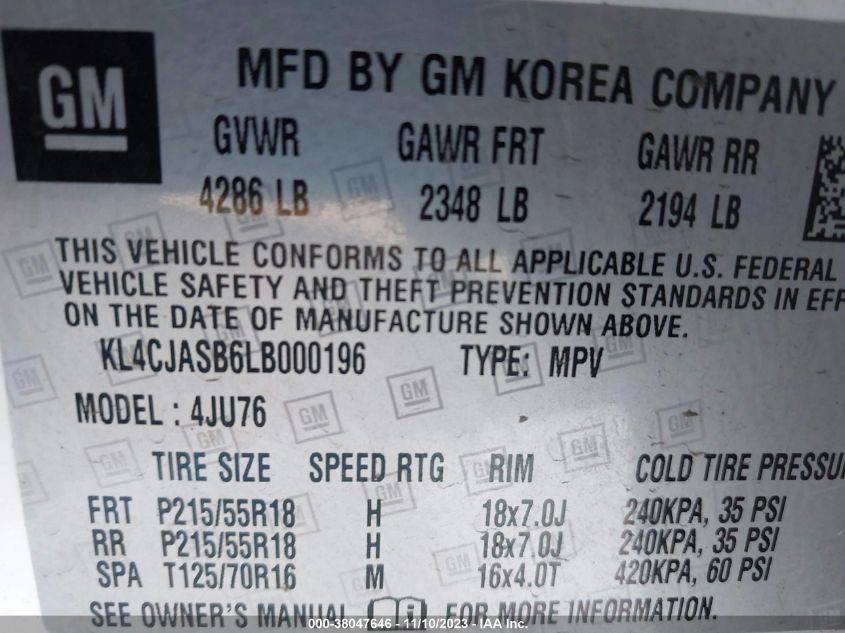 GM
MFD BY GM KOREA COMPANY
GVWR GAWR FRT GAWR RR
4286 LB 2348 LB 2194 LB
THIS VEHICLE CONFORMS TO ALL APPLICABLE U.S. FEDERAL
VEHICLE SAFETY AND THEFT PREVENTION STANDARDS IN EFF
ON THE DATE OF MANUFACTURE SHOWN ABOVE.
KL4CJASB6LB000196 TYPE: MPV
MODEL : 4JU76
TIRE SIZE SPEED RTG RIM COLD TIRE PRESSU
FRT P215/55R18 H 18x7.0J 240KPA, 35 PSI
RR P215/55R18 H 18x7.0J 240KPA, 35 PSI
SPA T125/70R16 M 16x4.0T 420KPA, 60 PSI
SEE OWNER'S MANUAL FOR MORE INFORMATION.
000-38047646 - 11/10/2023 - IAA Inc.